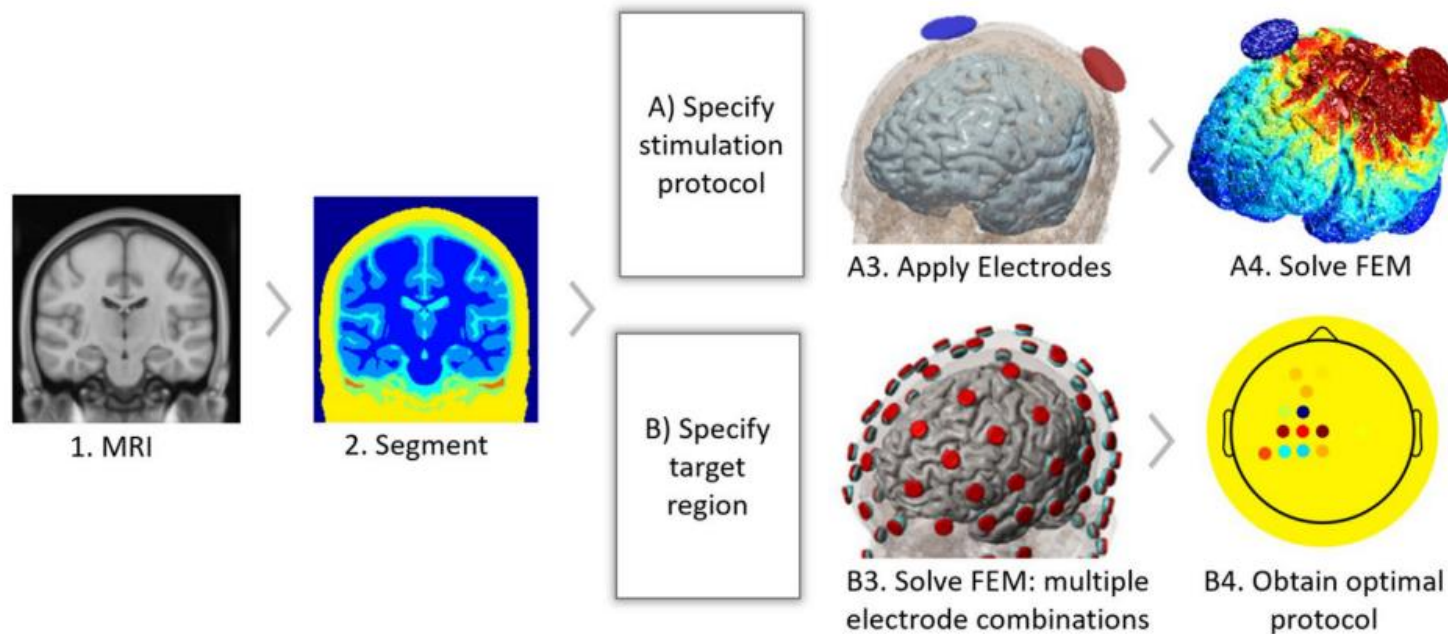 1. MRI
2. Segment
A) Specify
stimulation
protocol
A3. Apply Electrodes
A4. Solve FEM
B) Specify
target
region
B3. Solve FEM: multiple
electrode combinations
B4. Obtain optimal
protocol